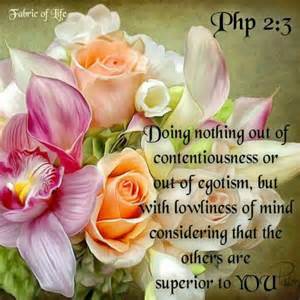 Fabric of Life
Php 2:3
Doing nothing out of
contentiousness or
out of egotism, but
with lowliness of mind
considering that the
others are
superior to YOU